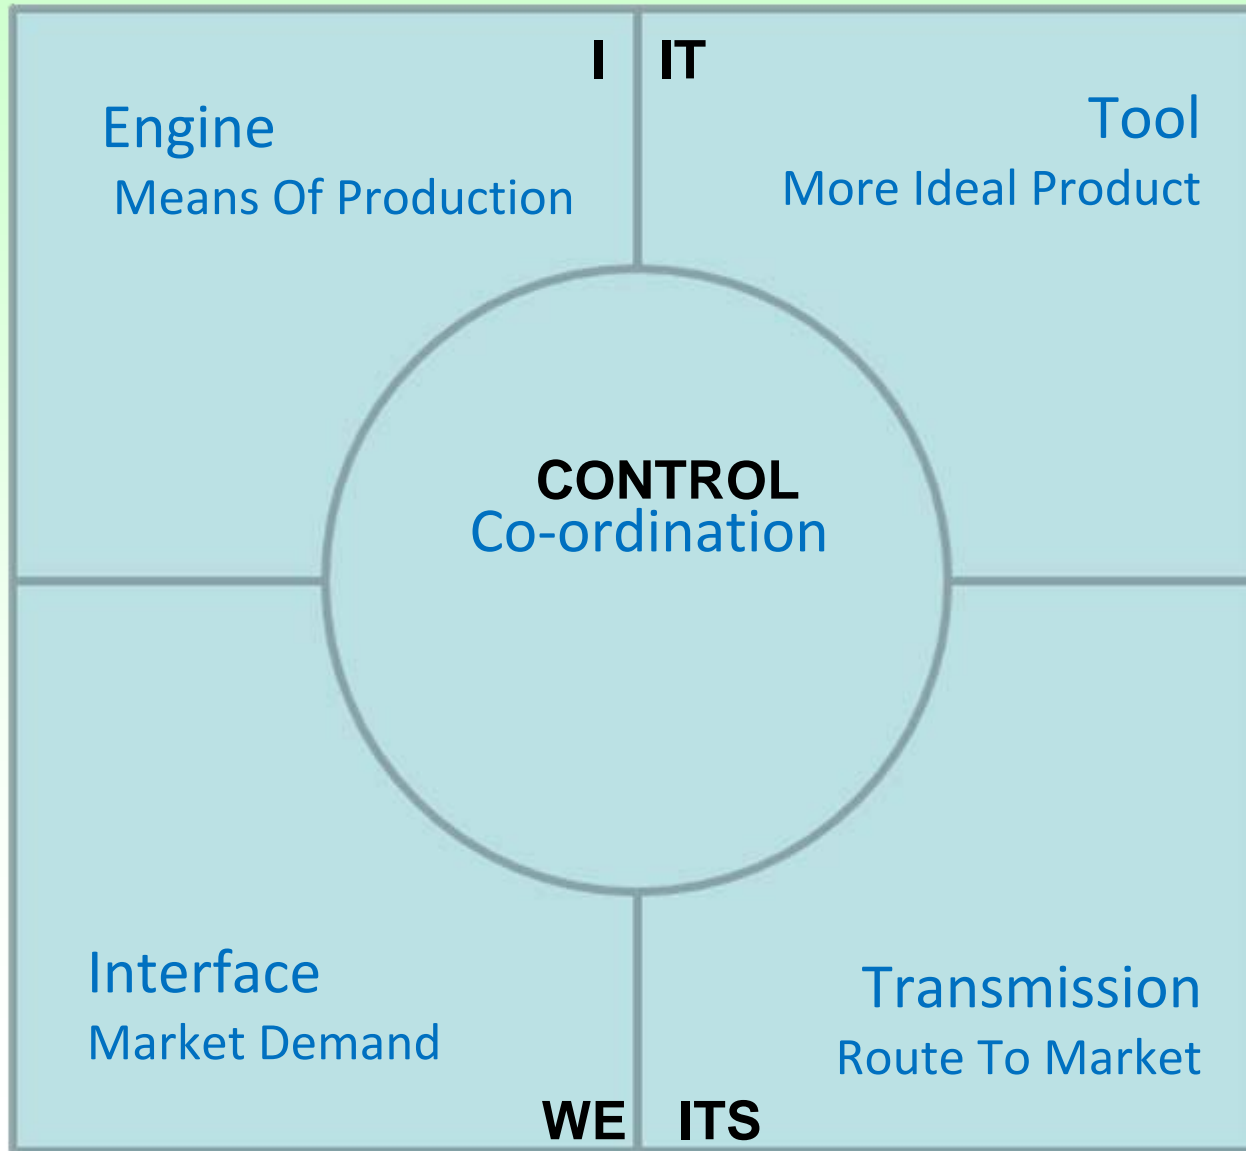 I IT
Engine
Means Of Production
Tool
More Ideal Product
CONTROL
Co-ordination
Interface
Market Demand
Transmission
Route To Market
WE ITS